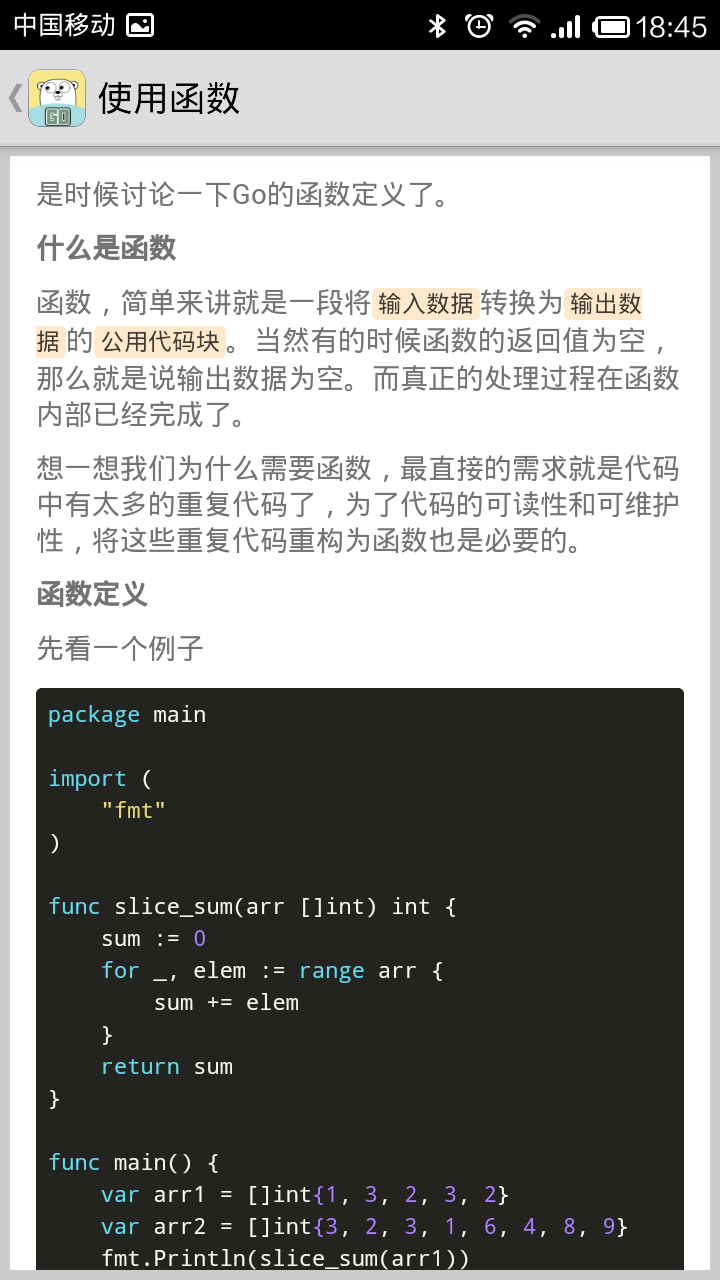 中国移动 18:45
使用函数
GO
是时候讨论一下Go的函数定义了。
什么是函数
函数，简单来讲就是一段将输入数据转换为输出数
据的公用代码块。当然有的时候函数的返回值为空，
那么就是说输出数据为空。而真正的处理过程在函数
内部已经完成了。
想一想我们为什么需要函数，最直接的需求就是代码
中有太多的重复代码了，为了代码的可读性和可维护
性，将这些重复代码重构为函数也是必要的。
函数定义
先看一个例子
package main
import (
    "fmt"
)
func slice_sum(arr []int) int {
    sum := 0
    for _, elem := range arr {
        sum += elem
    }
    return sum
}
func main() {
    var arr1 = []int{1, 3, 2, 3, 2}
    var arr2 = []int{3, 2, 3, 1, 6, 4, 8, 9}
    fmt.Println(slice_sum(arr1))